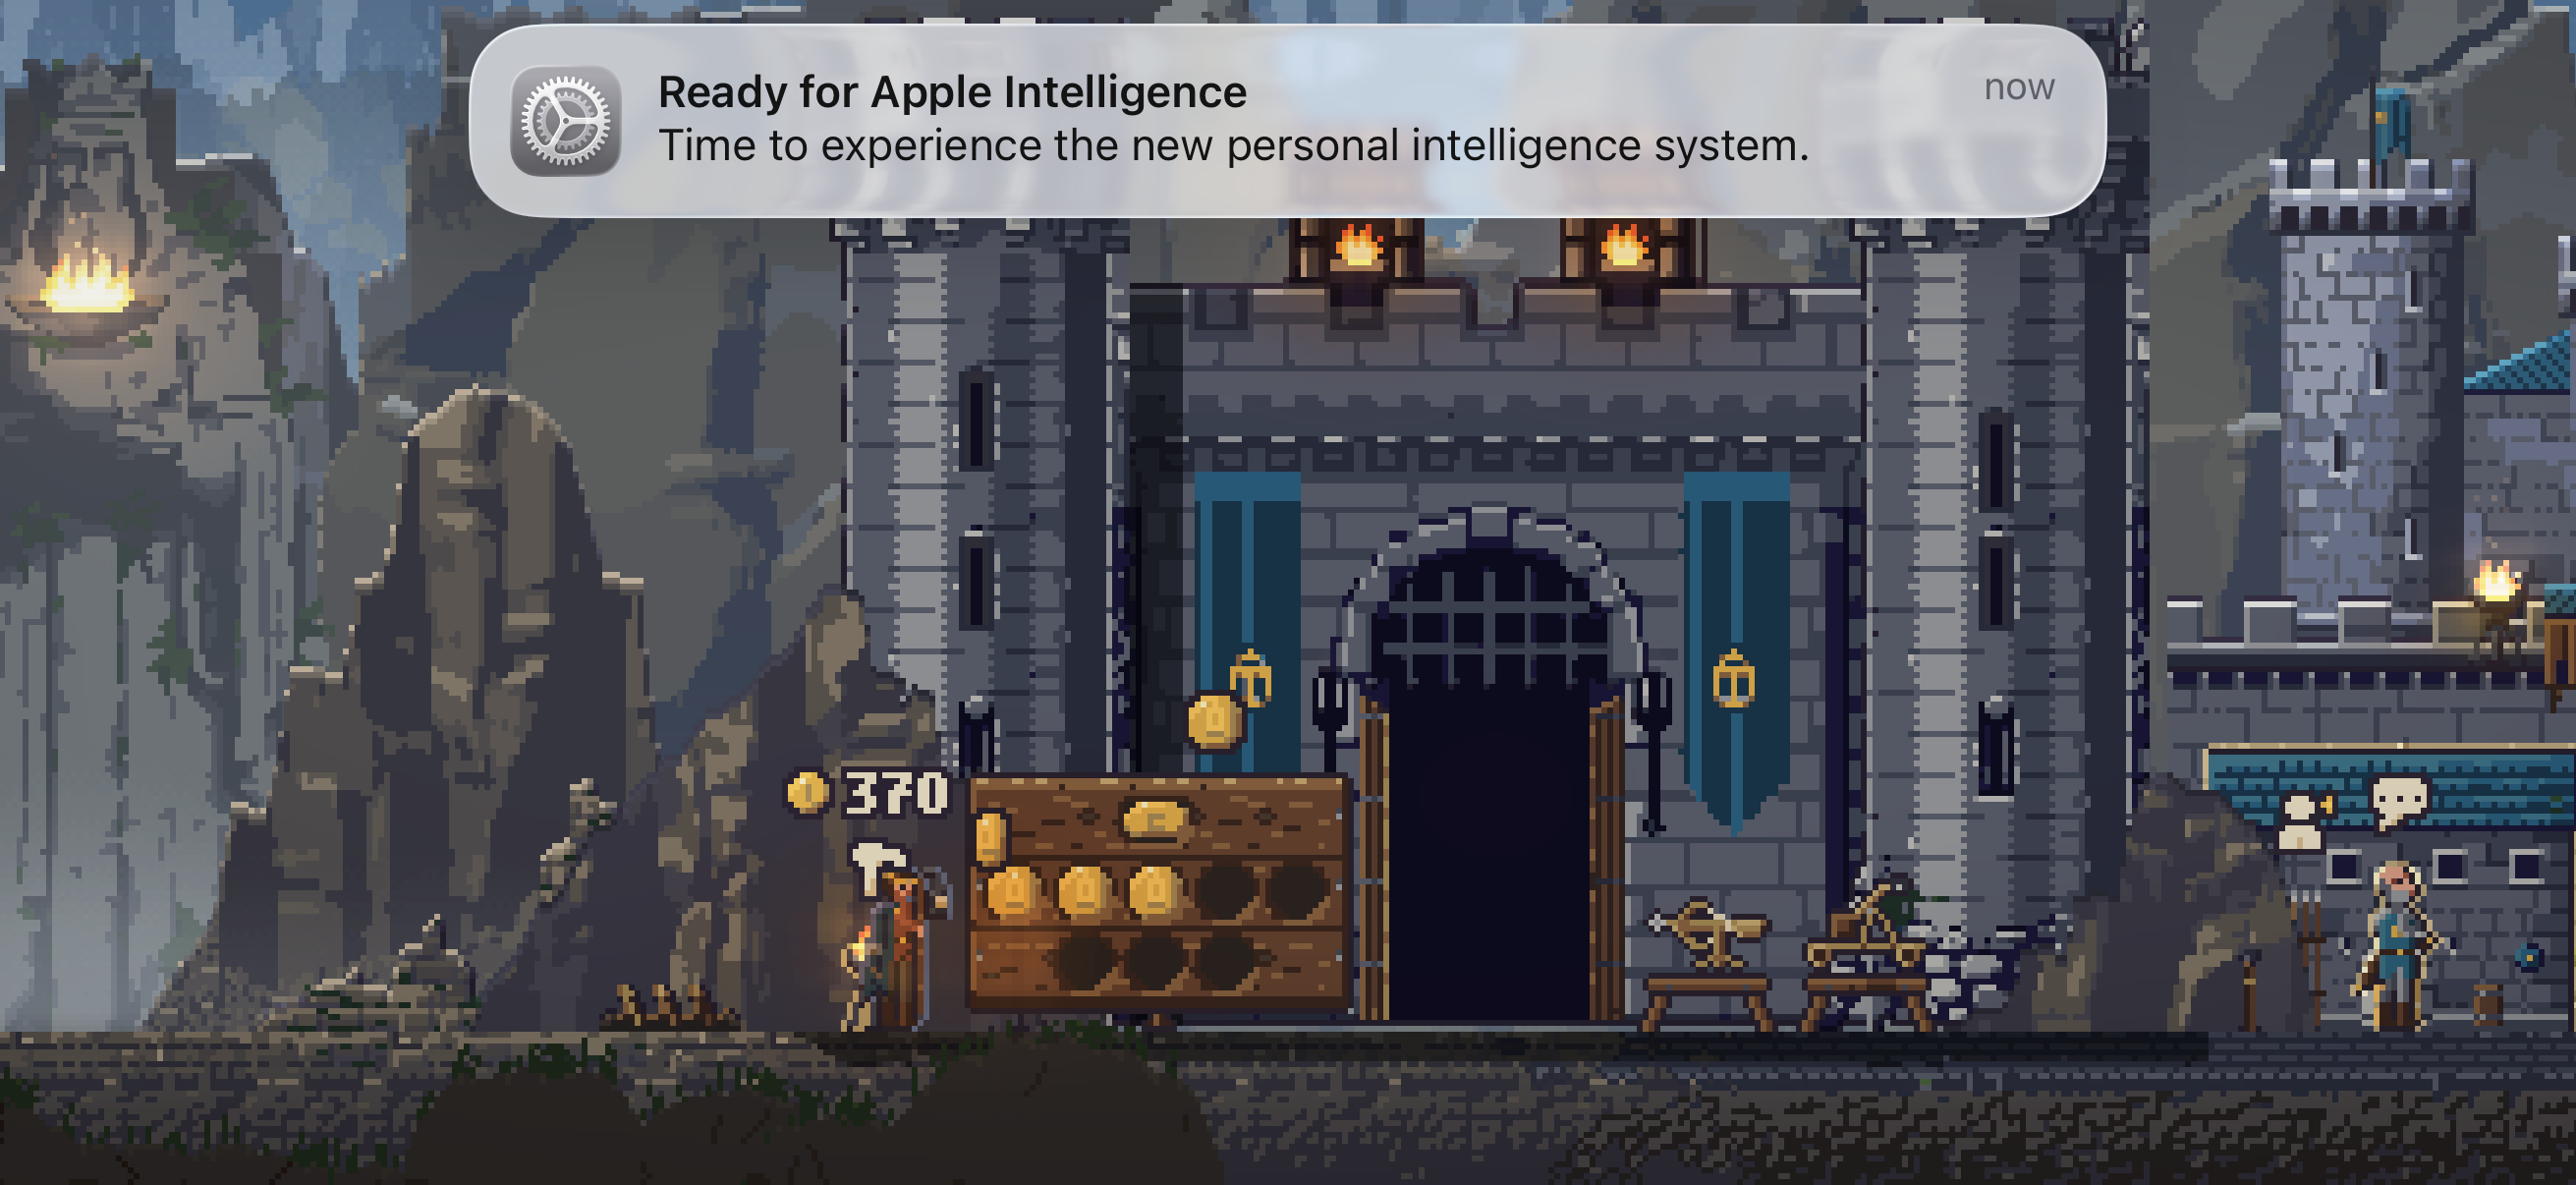 Ready for Apple Intelligence
now
Time to experience the new personal intelligence system.
370